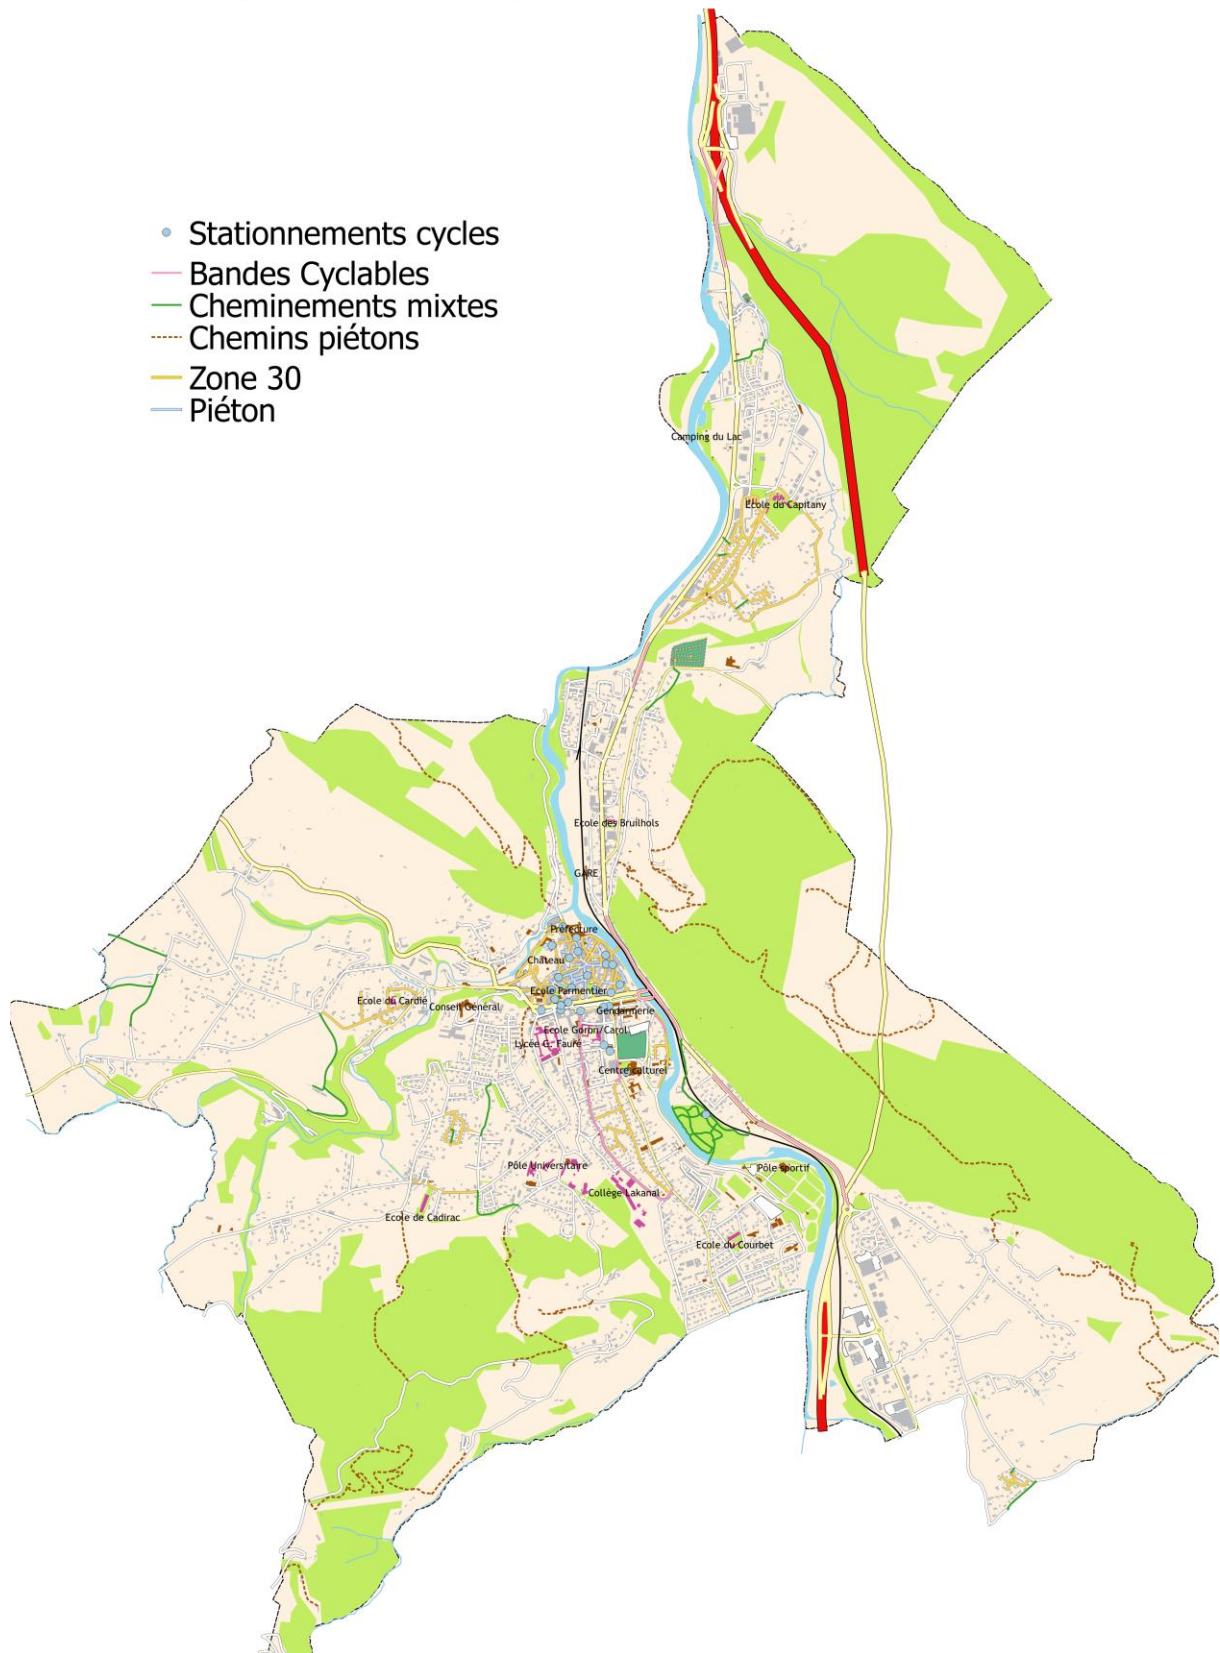 Stationnements cycles
Bandes Cyclables
Cheminements mixtes
Chemins piétons
Zone 30
Piéton
Camping du Lac
Ecole du Capitany
Ecole des Bruilhols
GARE
Préfecture
Château
Ecole Parmentier
Ecole du Cardié
Conseil Général
Gendarmerie
Ecole Goron/Carol
Lycée G. Fauré
Centre culturel
Pôle Universitaire
Pôle sportif
Collège Lakanal
Ecole de Cadirac
Ecole du Courbet